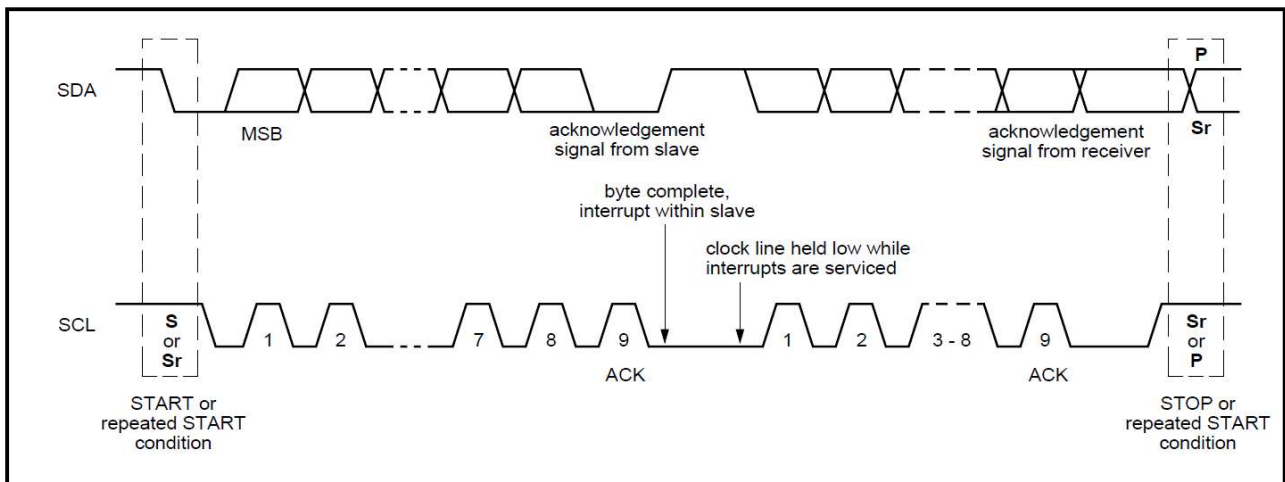 P
SDA
MSB
acknowledgement
signal from slave
acknowledgement
signal from receiver
Sr
byte complete,
interrupt within slave
clock line held low while
interrupts are serviced
SCL
S
or
Sr
1
2
7
8
9
1
2
3 - 8
9
Sr
or
P
ACK
ACK
START or
repeated START
condition
STOP or
repeated START
condition